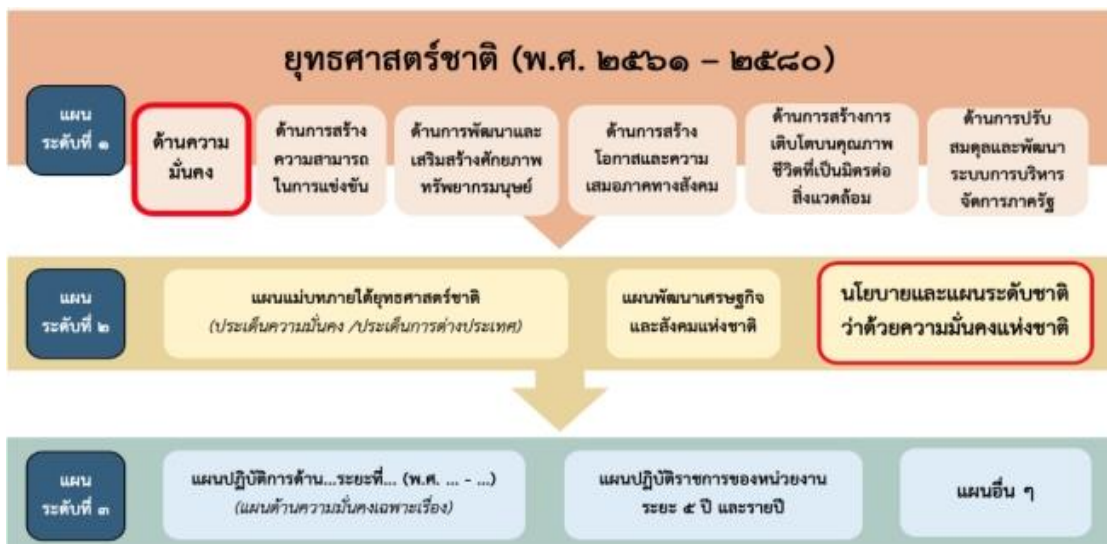 ยุทธศาสตร์ชาติ (พ.ศ. ๒๕๖๑ – ๒๕๘๐)
แผน
ระดับที่ ๑
ด้านความ
มั่นคง
ด้านการสร้าง
ความสามารถ
ในการแข่งขัน
ด้านการพัฒนาและ
เสริมสร้างศักยภาพ
ทรัพยากรมนุษย์
ด้านการสร้าง
โอกาสและความ
เสมอภาคทางสังคม
ด้านการสร้างการ
เติบโตบนคุณภาพ
ชีวิตที่เป็นมิตรต่อ
สิ่งแวดล้อม
ด้านการปรับ
สมดุลและพัฒนา
ระบบการบริหาร
จัดการภาครัฐ
แผน
ระดับที่ ๒
แผนแม่บทภายใต้ยุทธศาสตร์ชาติ
(ประเด็นความมั่นคง /ประเด็นการต่างประเทศ)
แผนพัฒนาเศรษฐกิจ
และสังคมแห่งชาติ
นโยบายและแผนระดับชาติ
ว่าด้วยความมั่นคงแห่งชาติ
แผน
ระดับที่ ๓
แผนปฏิบัติการด้าน...ระยะที่... (พ.ศ. ... - ...)
(แผนด้านความมั่นคงเฉพาะเรื่อง)
แผนปฏิบัติราชการของหน่วยงาน
ระยะ ๕ ปี และรายปี
แผนอื่น ๆ